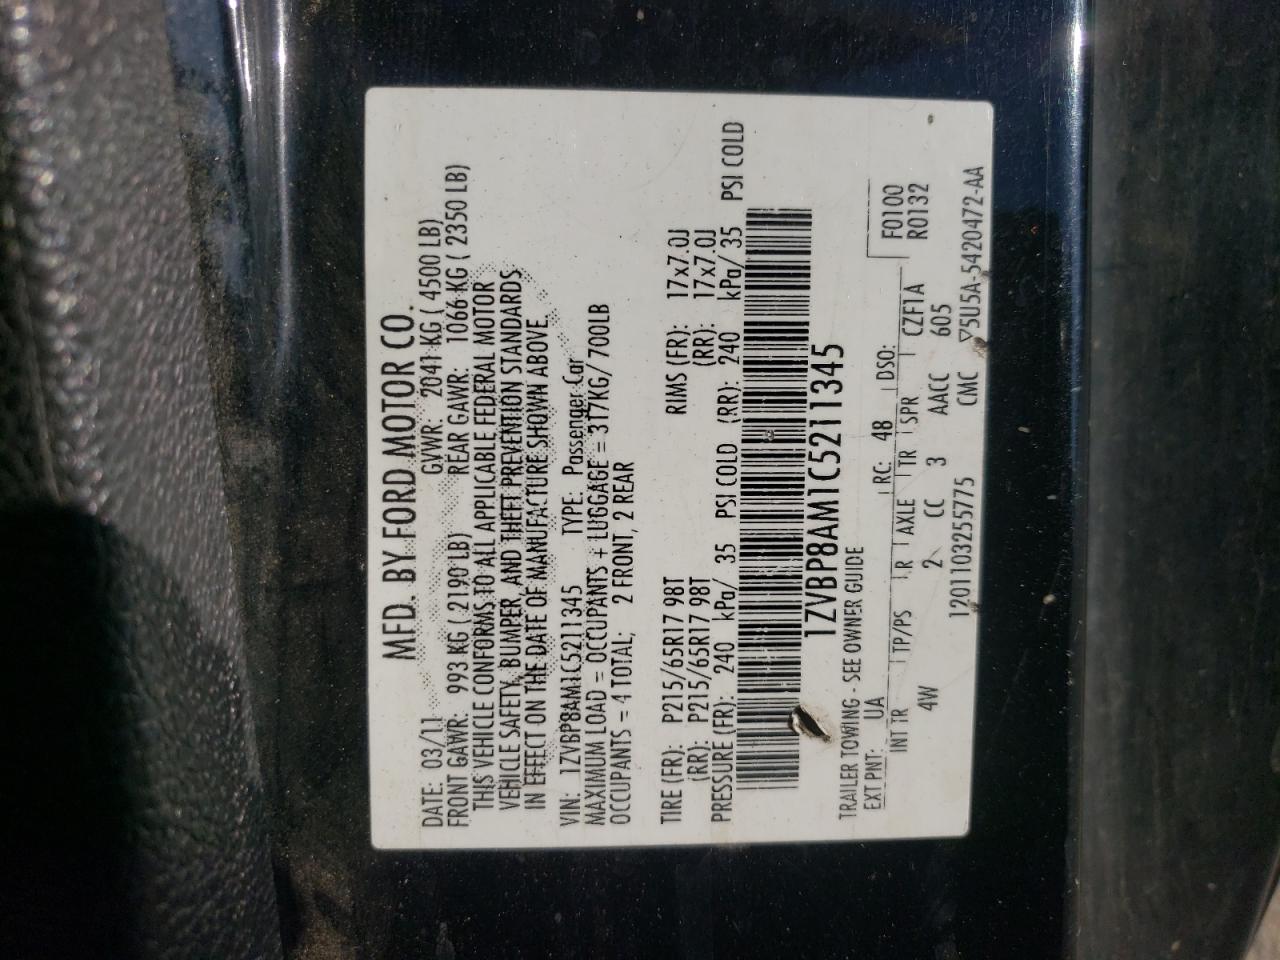 MFD. BY FORD MOTOR CO.
DATE: 03/11 GVWR: 2041 KG ( 4500 LB)
FRONT GAWR: 993 KG ( 2190 LB) REAR GAWR: 1066 KG ( 2350 LB)
THIS VEHICLE CONFORMS TO ALL APPLICABLE FEDERAL MOTOR
VEHICLE SAFETY, BUMPER, AND THEFT PREVENTION STANDARDS
IN EFFECT ON THE DATE OF MANUFACTURE SHOWN ABOVE.
VIN: 1ZVBP8AM1C5211345 TYPE: Passenger Car
MAXIMUM LOAD = OCCUPANTS + LUGGAGE = 317KG/700LB
OCCUPANTS = 4 TOTAL; 2 FRONT, 2 REAR
TIRE (FR): P215/65R17 98T RIMS (FR): 17x7.0J
(RR): P215/65R17 98T (RR): 17x7.0J
PRESSURE (FR): 240 kPa/ 35 PSI COLD (RR): 240 kPa/ 35 PSI COLD
1ZVBP8AM1C5211345
TRAILER TOWING - SEE OWNER GUIDE
EXT PNT: UA RC: 48 DSO: F0100
INT TR TP/PS R AXLE TR SPR CZF1A R0132
4W 2 CC 3 AACC 605
1201103255775 CMC ▽5U5A-5420472-AA